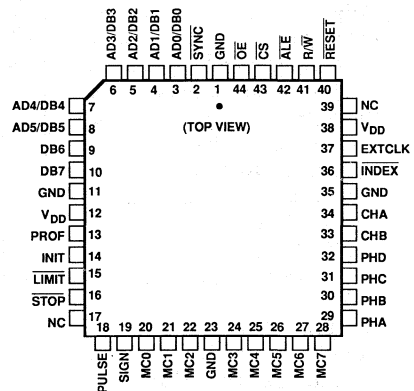 AD3/DB3
AD2/DB2
AD1/DB1
AD0/DB0
SYNC
GND
OE
CS
ALE
R/W
RESET
6 5 4 3 2 1 44 43 42 41 40
(TOP VIEW)
AD4/DB4 7
AD5/DB5 8
DB6 9
DB7 10
GND 11
VDD 12
PROF 13
INIT 14
LIMIT 15
STOP 16
NC 17
39 NC
38 VDD
37 EXTCLK
36 INDEX
35 GND
34 CHA
33 CHB
32 PHD
31 PHC
30 PHB
29 PHA
18 19 20 21 22 23 24 25 26 27 28
PULSE
SIGN
MC0
MC1
MC2
GND
MC3
MC4
MC5
MC6
MC7